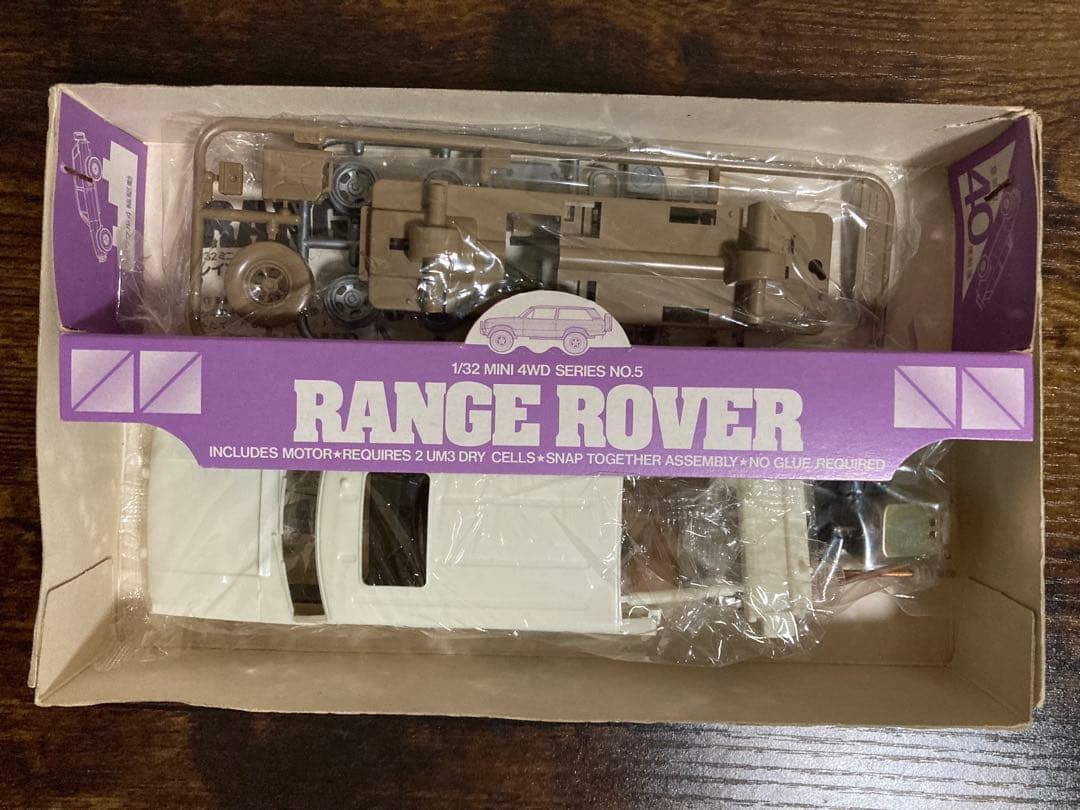 1/32 MINI 4WD SERIES NO.5
RANGE ROVER
INCLUDES MOTOR★REQUIRES 2 UM3 DRY CELLS★SNAP TOGETHER ASSEMBLY★NO GLUE REQUIRED
40